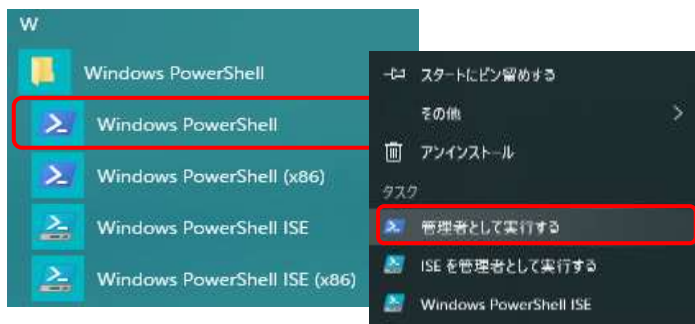 W
Windows PowerShell
Windows PowerShell
Windows PowerShell (x86)
Windows PowerShell ISE
Windows PowerShell ISE (x86)
スタートにピン留めする
その他
アンインストール
タスク
管理者として実行する
ISE を管理者として実行する
Windows PowerShell ISE